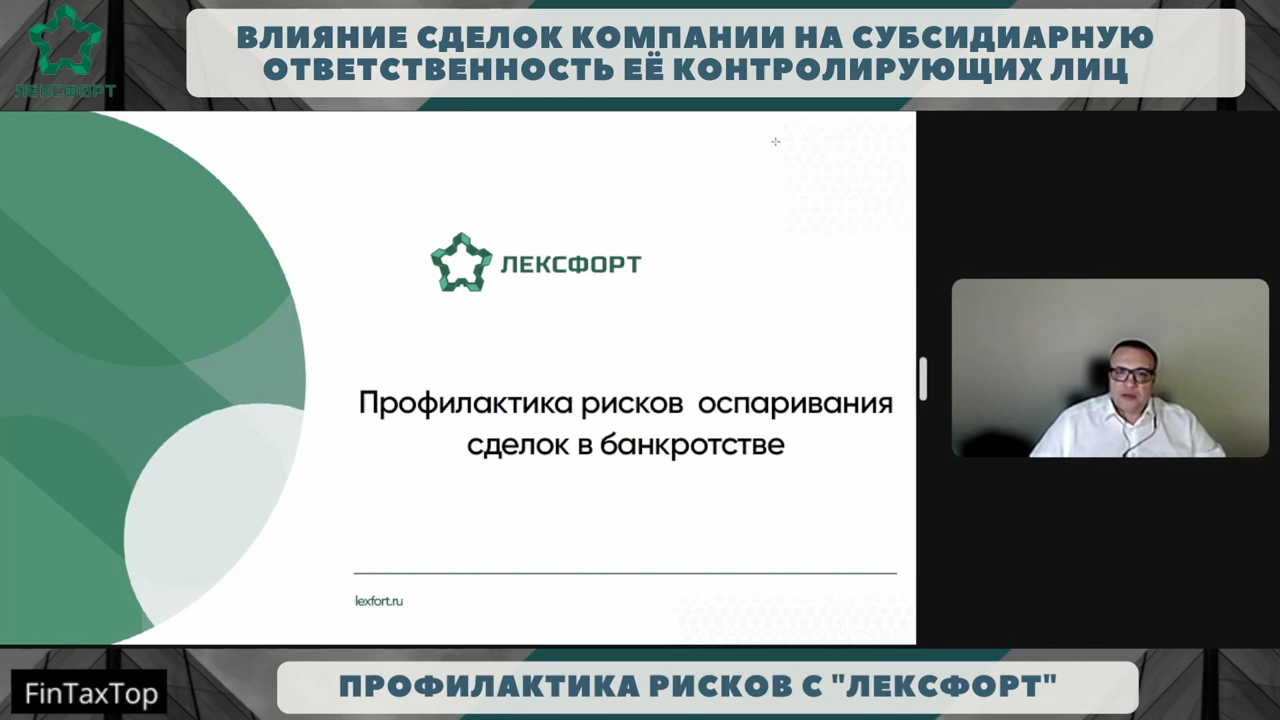 ВЛИЯНИЕ СДЕЛОК КОМПАНИИ НА СУБСИДИАРНУЮ
ОТВЕТСТВЕННОСТЬ ЕЁ КОНТРОЛИРУЮЩИХ ЛИЦ
ЛЕКСФОРТ
ЛЕКСФОРТ
Профилактика рисков оспаривания
сделок в банкротстве
lexfort.ru
FinTaxTop
ПРОФИЛАКТИКА РИСКОВ С "ЛЕКСФОРТ"